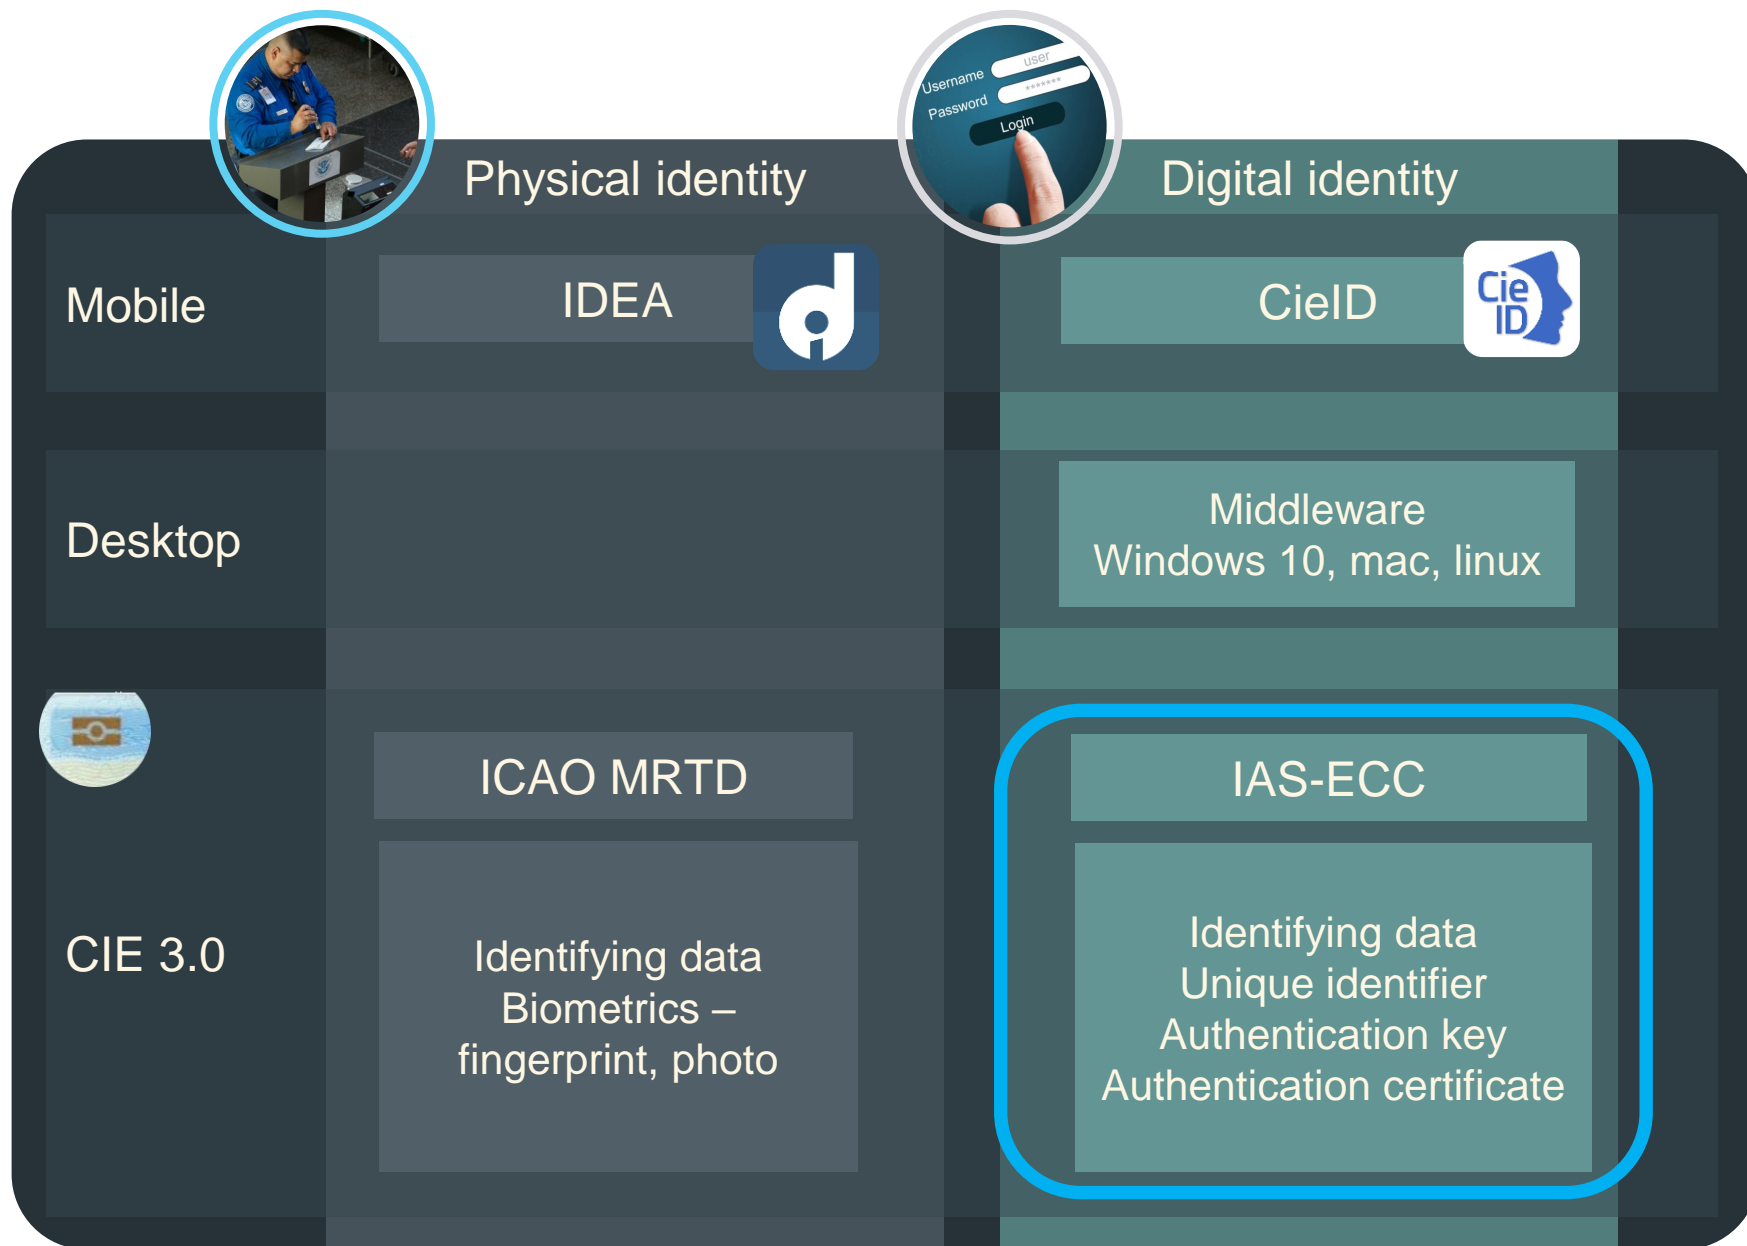 Username user
Password *******
Login
Physical identity
Digital identity
Mobile
IDEA
CieID
Cie
ID
Desktop
Middleware
Windows 10, mac, linux
CIE 3.0
ICAO MRTD
Identifying data
Biometrics –
fingerprint, photo
IAS-ECC
Identifying data
Unique identifier
Authentication key
Authentication certificate